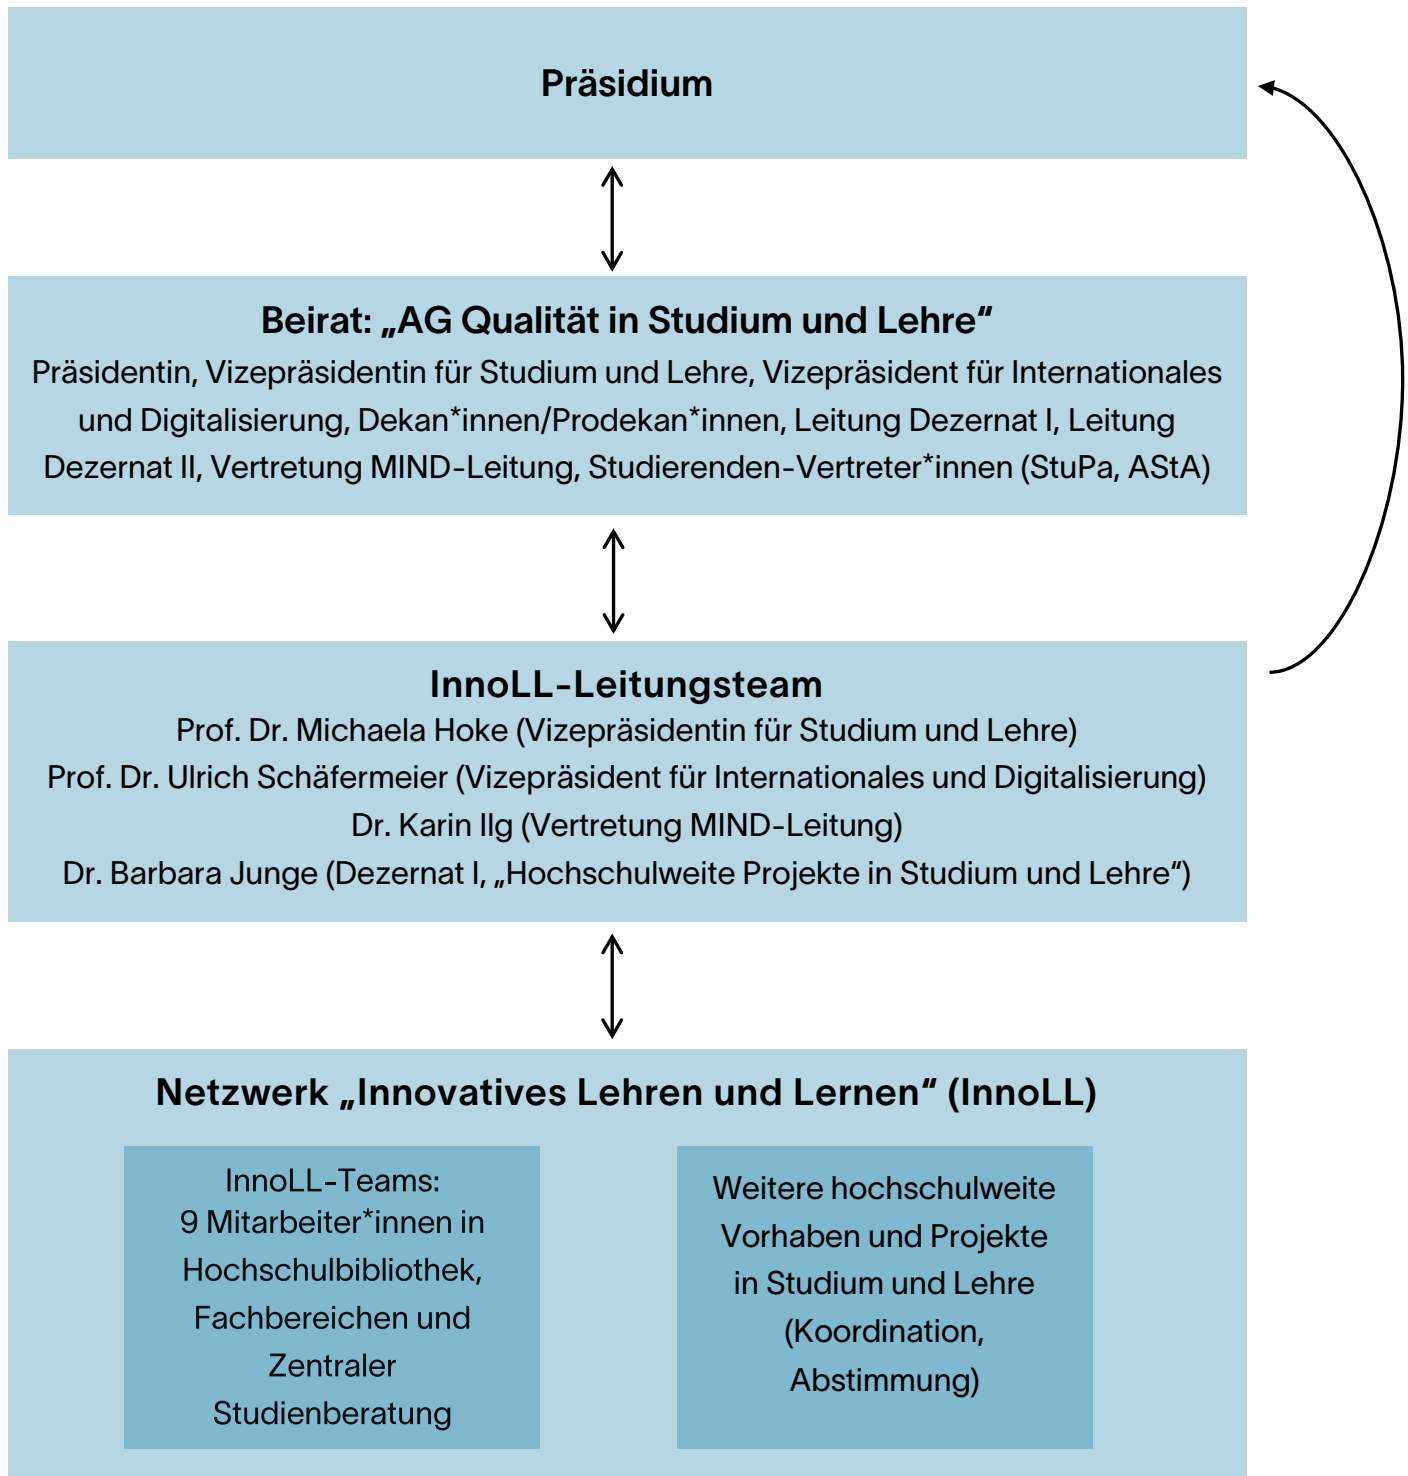 Präsidium
Beirat: „AG Qualität in Studium und Lehre“
Präsidentin, Vizepräsidentin für Studium und Lehre, Vizepräsident für Internationales
und Digitalisierung, Dekan*innen/Prodekan*innen, Leitung Dezernat I, Leitung
Dezernat II, Vertretung MIND-Leitung, Studierenden-Vertreter*innen (StuPa, AStA)
InnoLL-Leitungsteam
Prof. Dr. Michaela Hoke (Vizepräsidentin für Studium und Lehre)
Prof. Dr. Ulrich Schäfermeier (Vizepräsident für Internationales und Digitalisierung)
Dr. Karin Ilg (Vertretung MIND-Leitung)
Dr. Barbara Junge (Dezernat I, „Hochschulweite Projekte in Studium und Lehre“)
Netzwerk „Innovatives Lehren und Lernen“ (InnoLL)
InnoLL-Teams:
9 Mitarbeiter*innen in
Hochschulbibliothek,
Fachbereichen und
Zentraler
Studienberatung
Weitere hochschulweite
Vorhaben und Projekte
in Studium und Lehre
(Koordination,
Abstimmung)